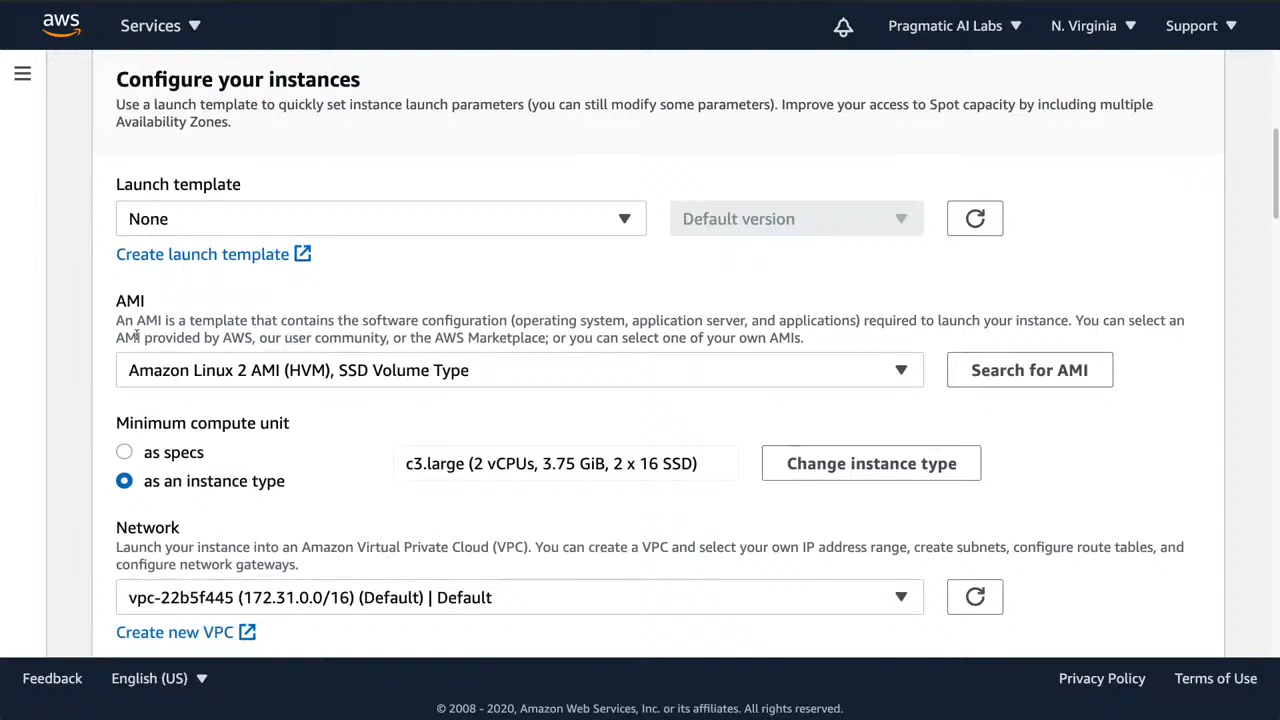 aws
Services
Pragmatic AI Labs
N. Virginia
Support
Configure your instances
Use a launch template to quickly set instance launch parameters (you can still modify some parameters). Improve your access to Spot capacity by including multiple
Availability Zones.
Launch template
None
Default version
Create launch template
AMI
An AMI is a template that contains the software configuration (operating system, application server, and applications) required to launch your instance. You can select an
AMI provided by AWS, our user community, or the AWS Marketplace; or you can select one of your own AMIs.
Amazon Linux 2 AMI (HVM), SSD Volume Type
Search for AMI
Minimum compute unit
as specs
as an instance type
c3.large (2 vCPUs, 3.75 GiB, 2 x 16 SSD)
Change instance type
Network
Launch your instance into an Amazon Virtual Private Cloud (VPC). You can create a VPC and select your own IP address range, create subnets, configure route tables, and
configure network gateways.
vpc-22b5f445 (172.31.0.0/16) (Default) | Default
Create new VPC
Feedback
English (US)
Privacy Policy
Terms of Use
© 2008 - 2020, Amazon Web Services, Inc. or its affiliates. All rights reserved.